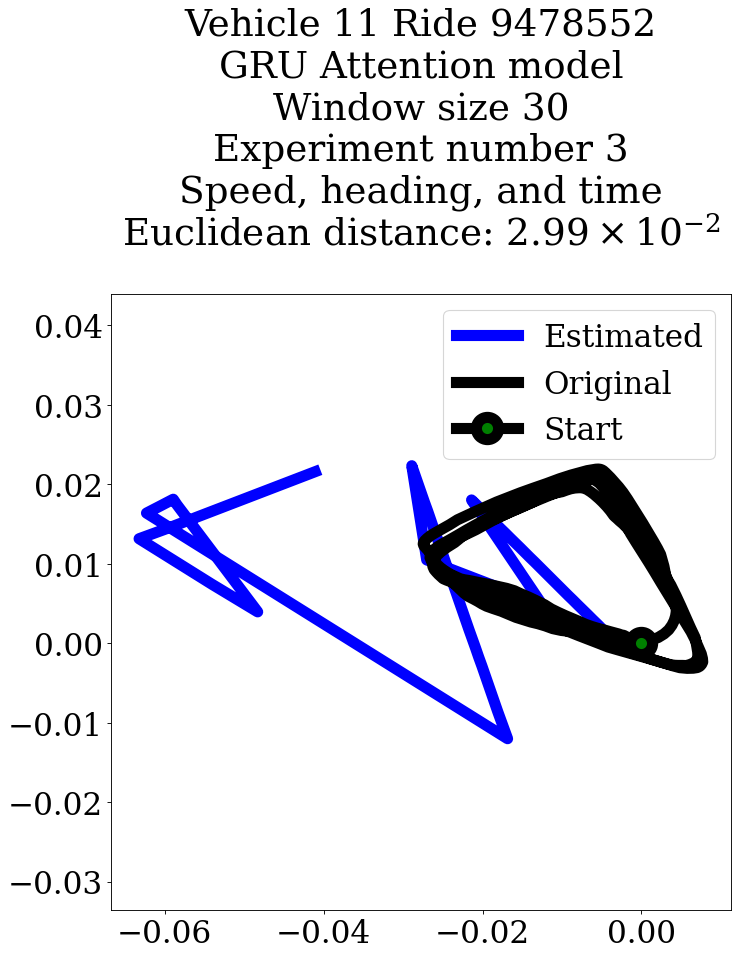 Vehicle 11 Ride 9478552
GRU Attention model
Window size 30
Experiment number 3
Speed, heading, and time
Euclidean distance: 2.99 × 10⁻²
Estimated
Original
Start
0.04
0.03
0.02
0.01
0.00
−0.01
−0.02
−0.03
−0.06
−0.04
−0.02
0.00